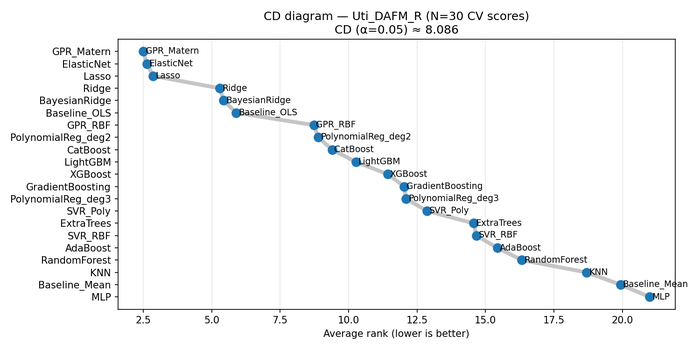 CD diagram — Uti_DAFM_R (N=30 CV scores)
CD (α=0.05) ≈ 8.086
GPR_Matern GPR_Matern
ElasticNet ElasticNet
Lasso Lasso
Ridge Ridge
BayesianRidge BayesianRidge
Baseline_OLS Baseline_OLS
GPR_RBF GPR_RBF
PolynomialReg_deg2 PolynomialReg_deg2
CatBoost CatBoost
LightGBM LightGBM
XGBoost XGBoost
GradientBoosting GradientBoosting
PolynomialReg_deg3 PolynomialReg_deg3
SVR_Poly SVR_Poly
ExtraTrees ExtraTrees
SVR_RBF SVR_RBF
AdaBoost AdaBoost
RandomForest RandomForest
KNN KNN
Baseline_Mean Baseline_Mean
MLP MLP
2.5 5.0 7.5 10.0 12.5 15.0 17.5 20.0
Average rank (lower is better)